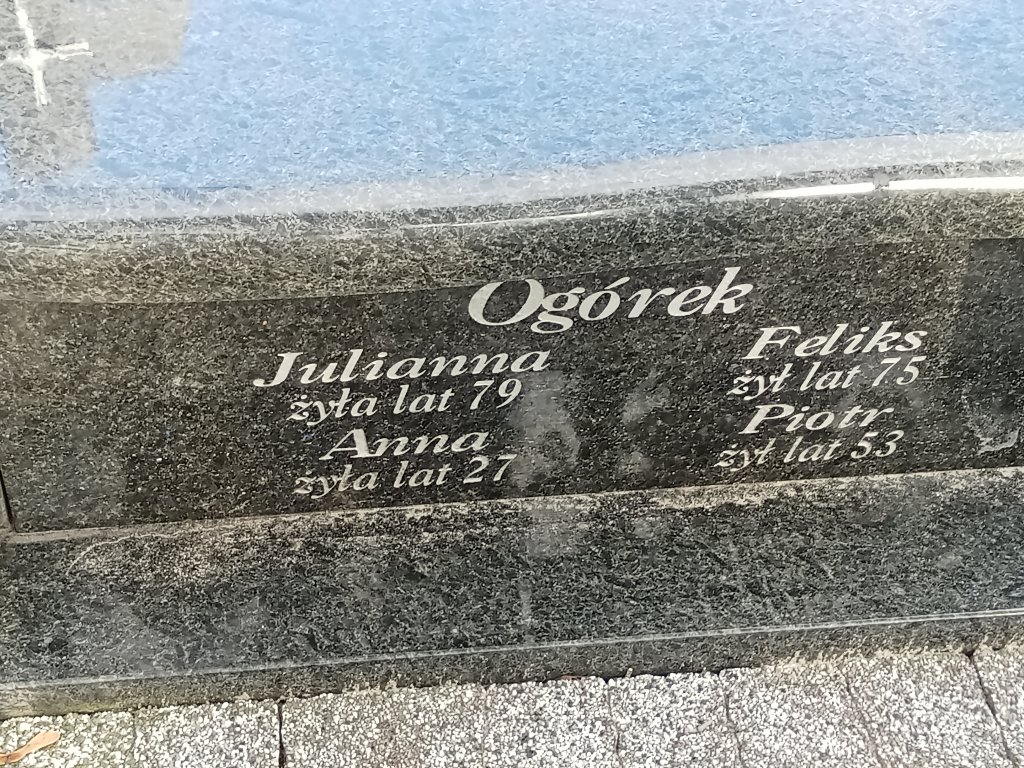 Ogórek
Julianna
żyła lat 79
Anna
żyła lat 27
Feliks
żył lat 75
Piotr
żył lat 53